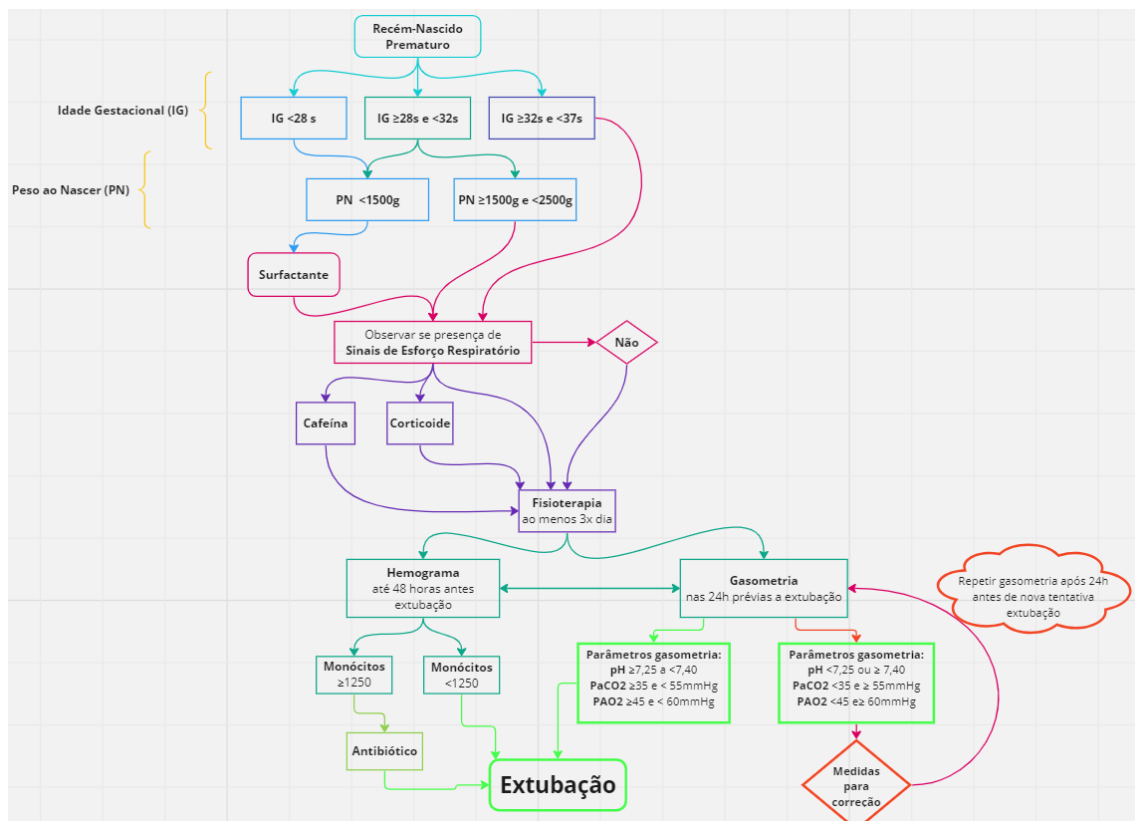 Recém-Nascido
Prematuro
Idade Gestacional (IG)
IG <28 s
IG ≥28s e <32s
IG ≥32s e <37s
Peso ao Nascer (PN)
PN <1500g
PN ≥1500g e <2500g
Surfactante
Observar se presença de
Sinais de Esforço Respiratório
Não
Cafeína
Corticoide
Fisioterapia
ao menos 3x dia
Hemograma
até 48 horas antes
extubação
Gasometria
nas 24h prévias a extubação
Repetir gasometria após 24h
antes de nova tentativa
extubação
Monócitos
≥1250
Monócitos
<1250
Parâmetros gasometria:
pH ≥7,25 a <7,40
PaCO2 ≥35 e < 55mmHg
PAO2 ≥45 e < 60mmHg
Parâmetros gasometria:
pH <7,25 ou ≥ 7,40
PaCO2 <35 e ≥ 55mmHg
PAO2 <45 e≥ 60mmHg
Antibiótico
Extubação
Medidas
para
correção